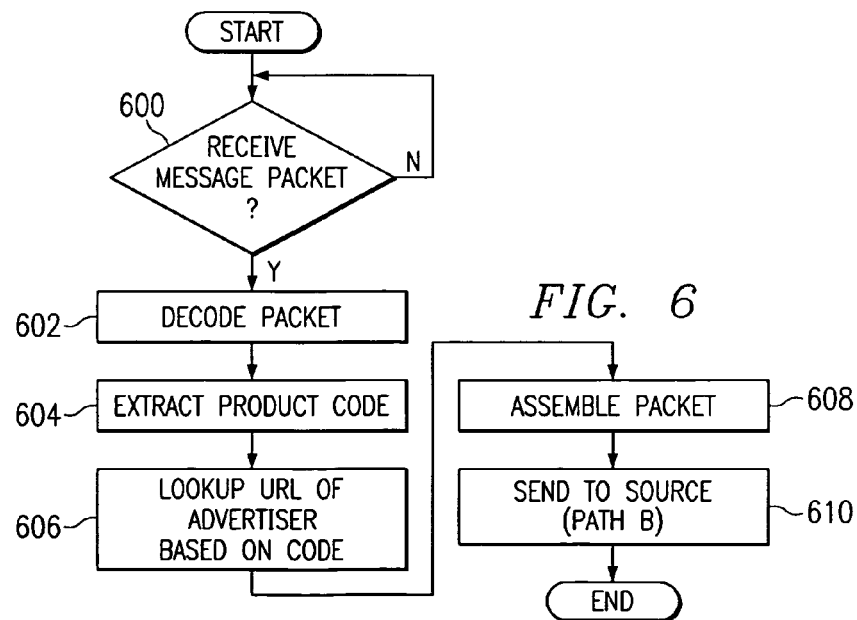 START
600
RECEIVE
MESSAGE PACKET
?
N
Y
602
DECODE PACKET
604
EXTRACT PRODUCT CODE
606
LOOKUP URL OF
ADVERTISER
BASED ON CODE
FIG. 6
ASSEMBLE PACKET
608
SEND TO SOURCE
(PATH B)
610
END